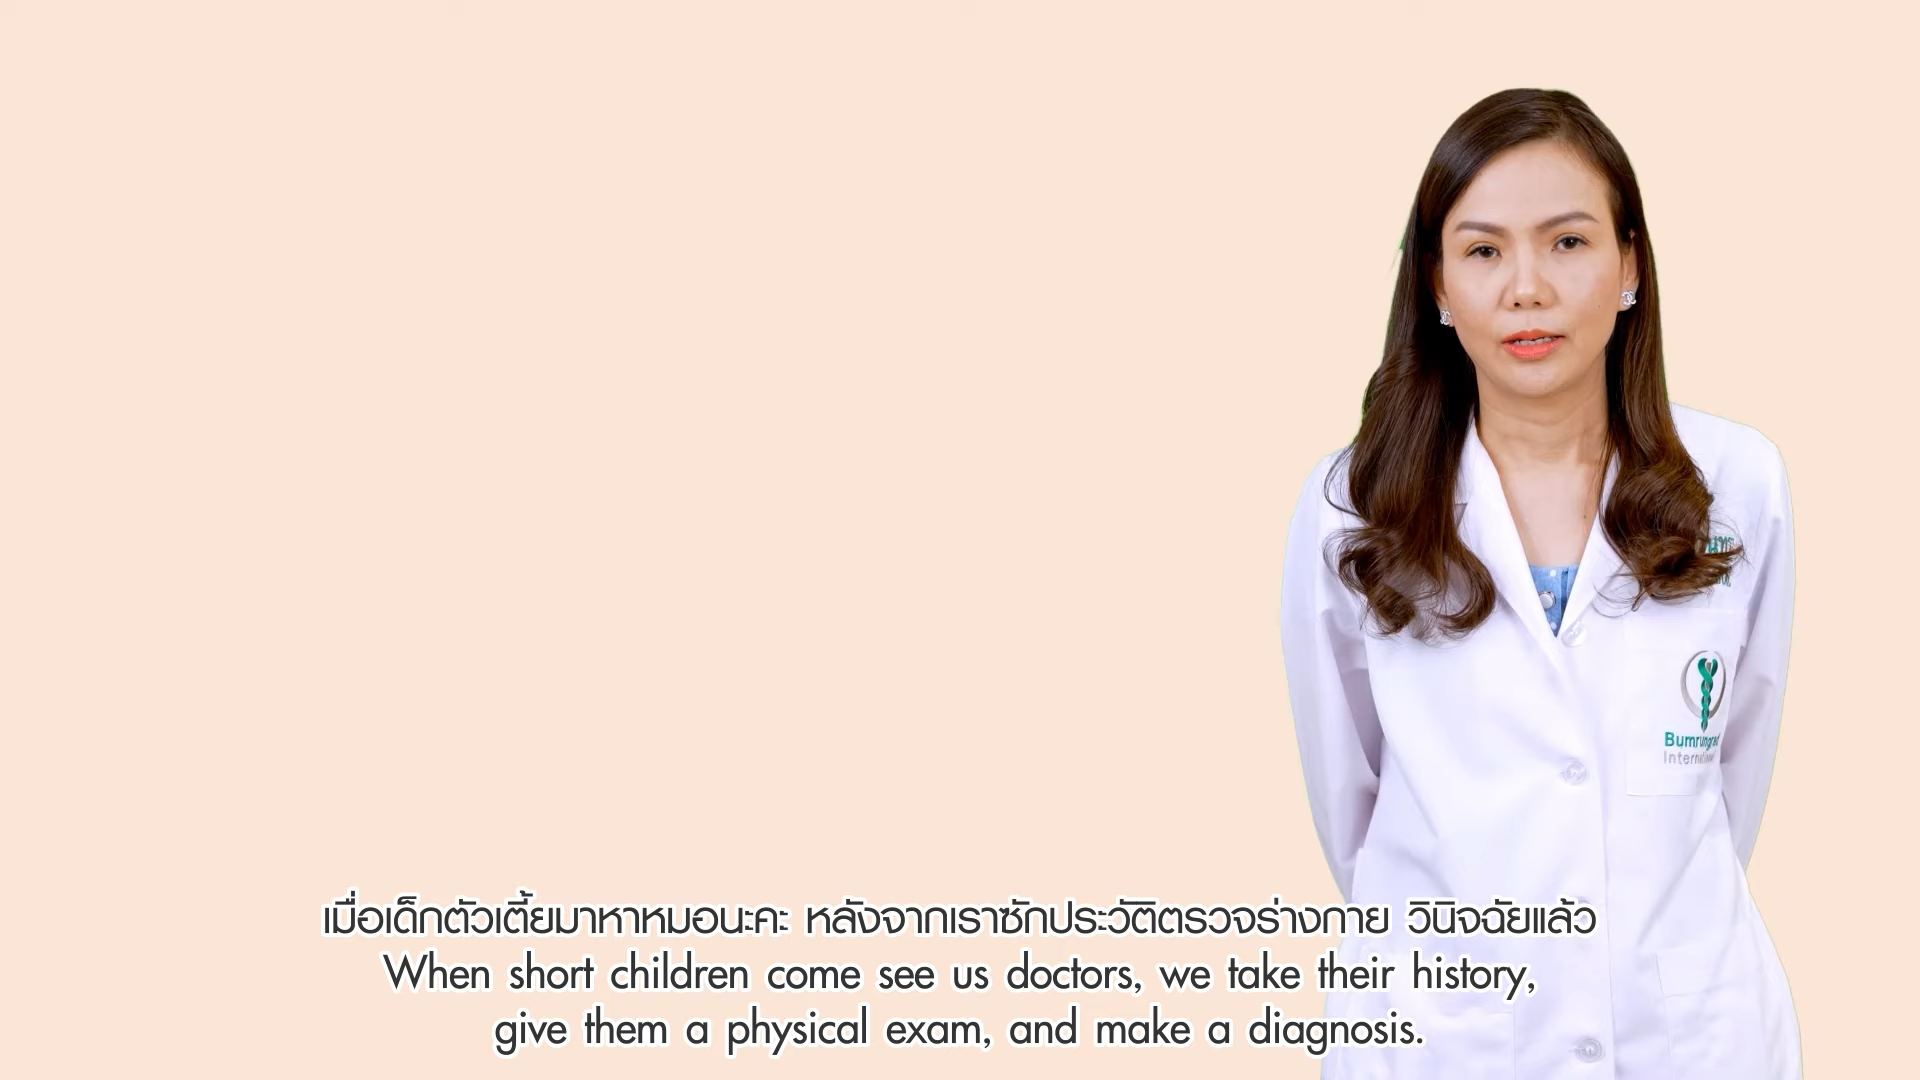 เมื่อเด็กตัวเตี้ยมาหาหมอนะคะ หลังจากเราซักประวัติตรวจร่างกาย วินิจฉัยแล้ว
When short children come see us doctors, we take their history,
give them a physical exam, and make a diagnosis.
Bumrungrad
International